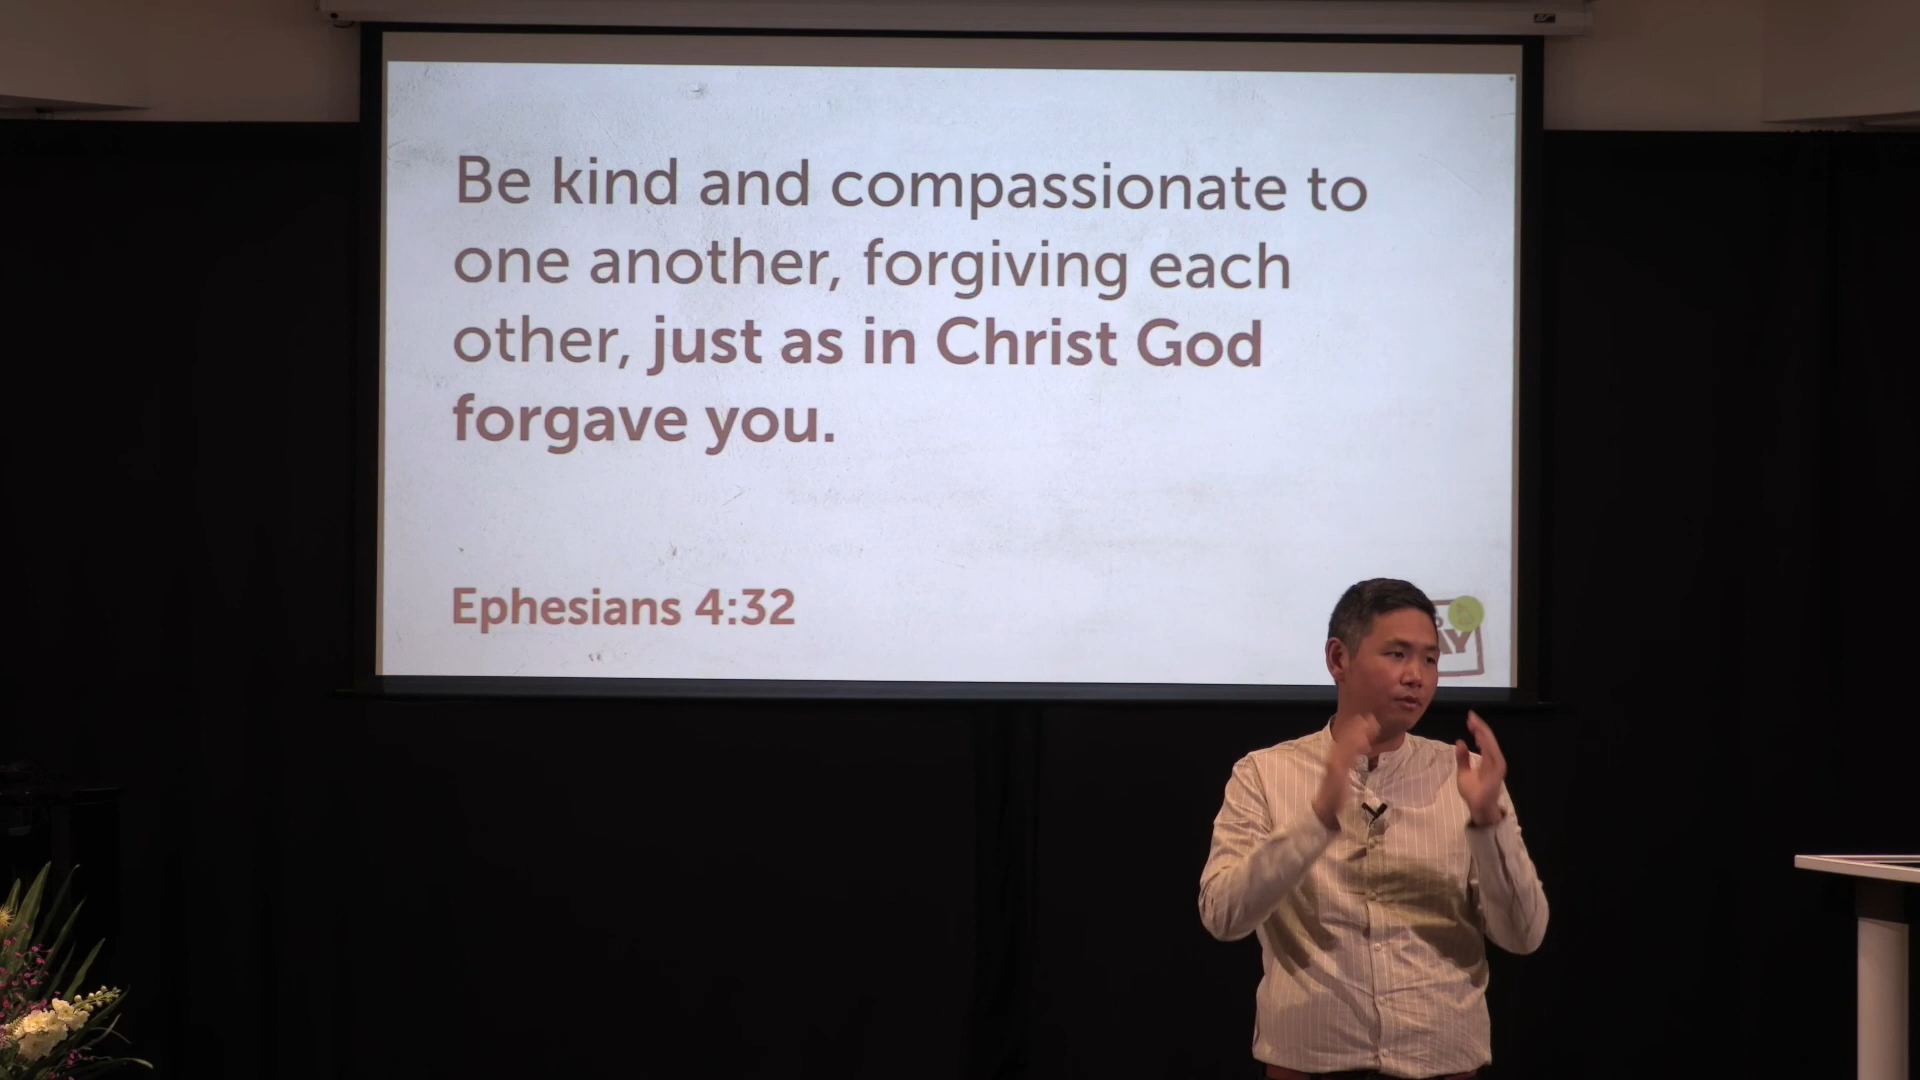 Be kind and compassionate to
one another, forgiving each
other, just as in Christ God
forgave you.
Ephesians 4:32